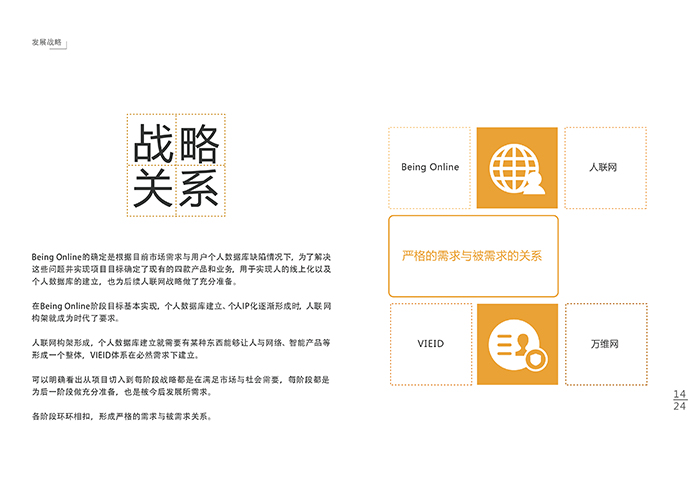 发展战略
战略
关系
Being Online的确定是根据目前市场需求与用户个人数据库缺陷情况下，为了解决
这些问题并实现项目目标确定了现有的四款产品和业务，用于实现人的线上化以及
个人数据库的建立，也为后续人联网战略做了充分准备。
在Being Online阶段目标基本实现，个人数据库建立、个人IP化逐渐形成时，人联网
构架就成为时代了要求。
人联网构架形成，个人数据库建立就需要有某种东西能够让人与网络、智能产品等
形成一个整体，VIEID体系在必然需求下建立。
可以明确看出从项目切入到每阶段战略都是在满足市场与社会需要，每阶段都是
为后一阶段做充分准备，也是被今后发展所需求。
各阶段环环相扣，形成严格的需求与被需求关系。
Being Online
人联网
严格的需求与被需求的关系
VIEID
万维网
14
24